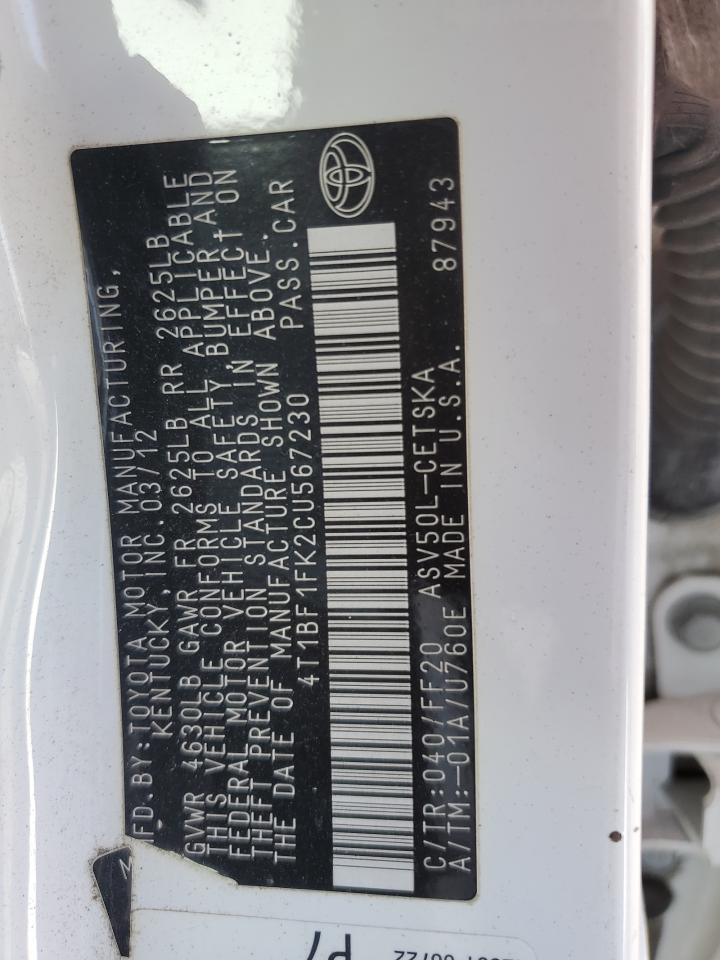 FD.BY:TOYOTA MOTOR MANUFACTURING,
KENTUCKY, INC. 03/12
GVWR 4630LB GAWR FR 2625LB RR 2625LB
THIS VEHICLE CONFORMS TO ALL APPLICABLE
FEDERAL MOTOR VEHICLE SAFETY, BUMPER, AND
THEFT PREVENTION STANDARDS IN EFFECT ON
THE DATE OF MANUFACTURE SHOWN ABOVE.
4T1BF1FK2CU567230 PASS.CAR
C/TR:040/FF20 ASV50L-CETSKA 87943
A/TM:-01A/U760E MADE IN U.S.A.